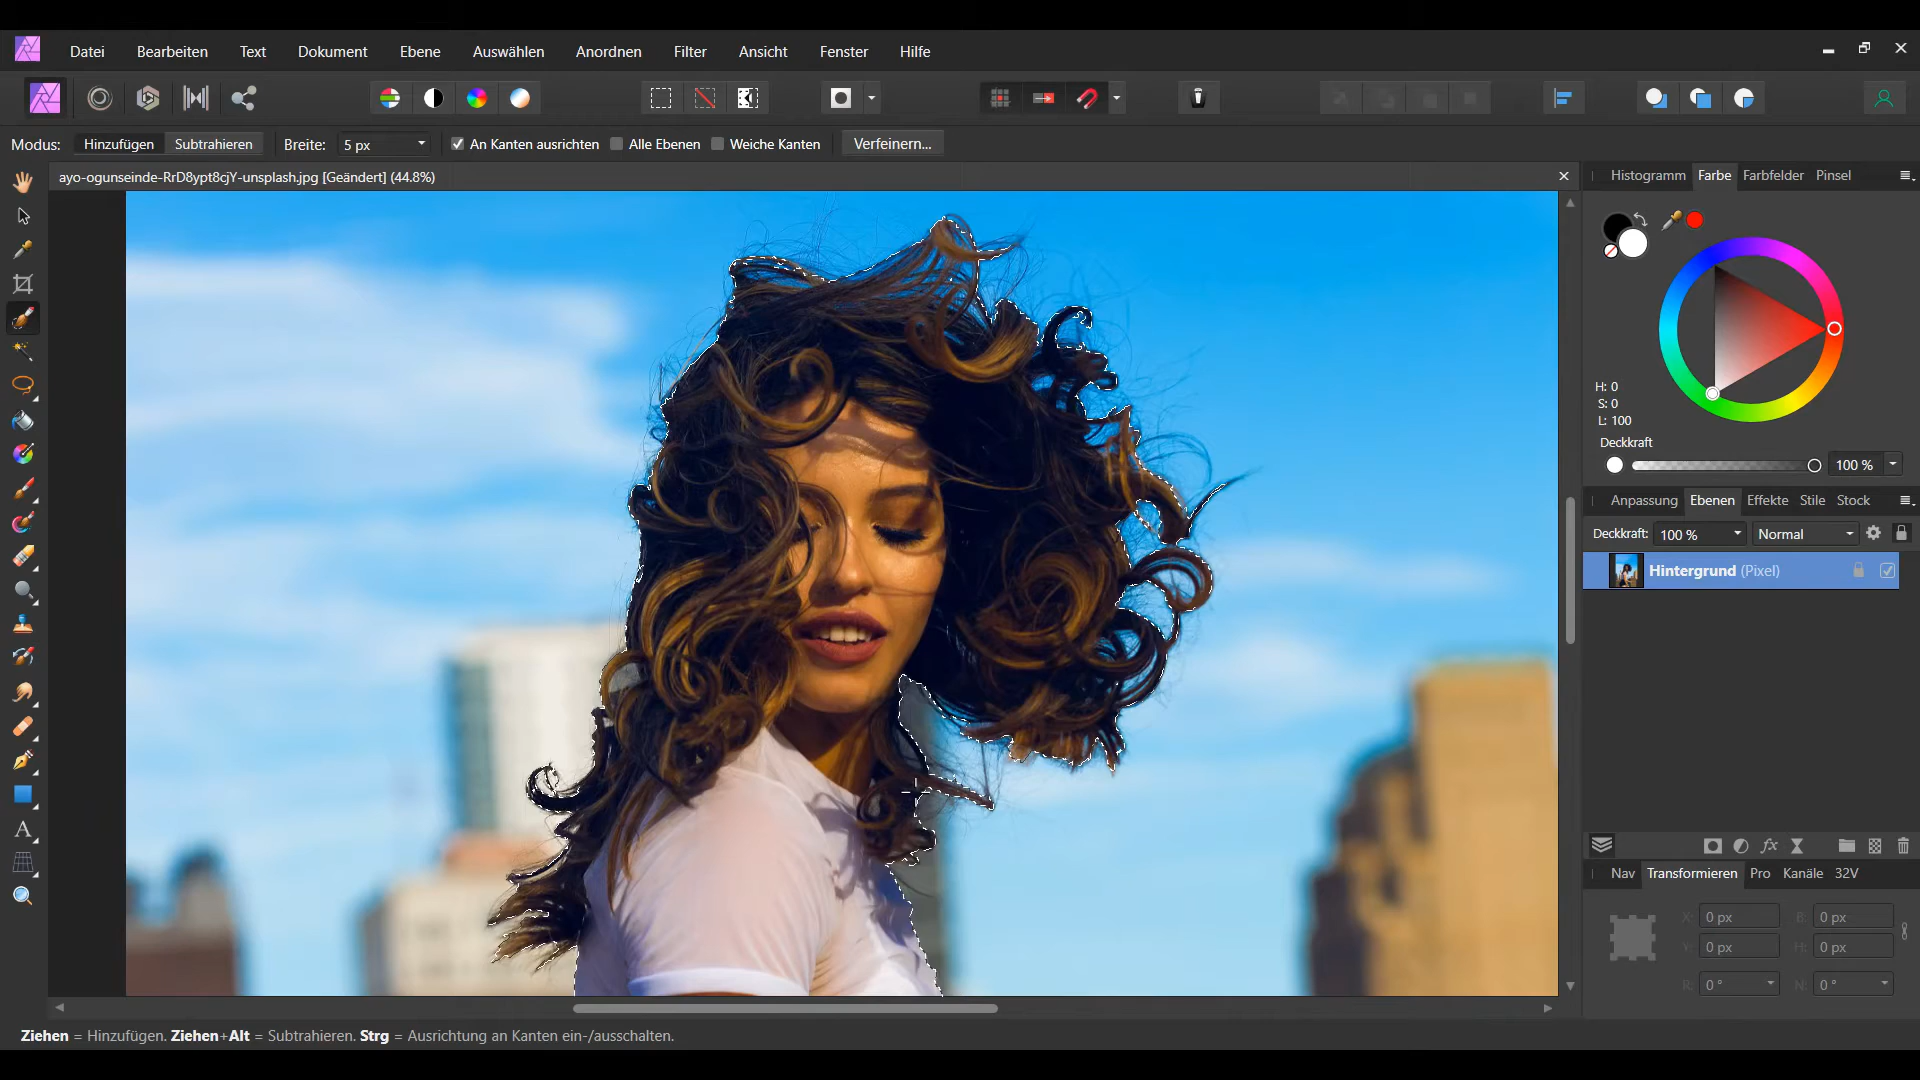 Datei Bearbeiten Text Dokument Ebene Auswählen Anordnen Filter Ansicht Fenster Hilfe
Modus: Hinzufügen Subtrahieren Breite: 5 px An Kanten ausrichten Alle Ebenen Weiche Kanten Verfeinern...
ayo-ogunseinde-RrD8ypt8cjY-unsplash.jpg [Geändert] (44.8%)
Histogramm Farbe Farbfelder Pinsel
H: 0
S: 0
L: 100
Deckkraft
100 %
Anpassung Ebenen Effekte Stile Stock
Deckkraft: 100 % Normal
Hintergrund (Pixel)
Nav Transformieren Pro Kanäle 32V
X: 0 px B: 0 px
Y: 0 px H: 0 px
R: 0 ° N: 0 °
Ziehen = Hinzufügen. Ziehen+Alt = Subtrahieren. Strg = Ausrichtung an Kanten ein-/ausschalten.